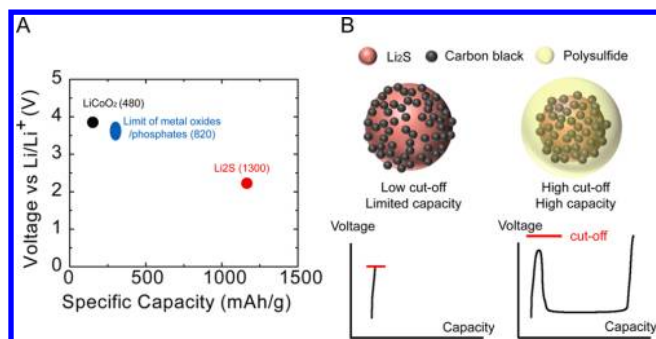 A
Voltage vs Li/Li⁺ (V)
5
4
3
2
1
0
LiCoO₂ (480)
Limit of metal oxides
/phosphates (820)
Li2S (1300)
0
500
1000
1500
Specific Capacity (mAh/g)
B
Li₂S
Carbon black
Polysulfide
Low cut-off
Limited capacity
High cut-off
High capacity
Voltage
Capacity
Voltage
cut-off
Capacity